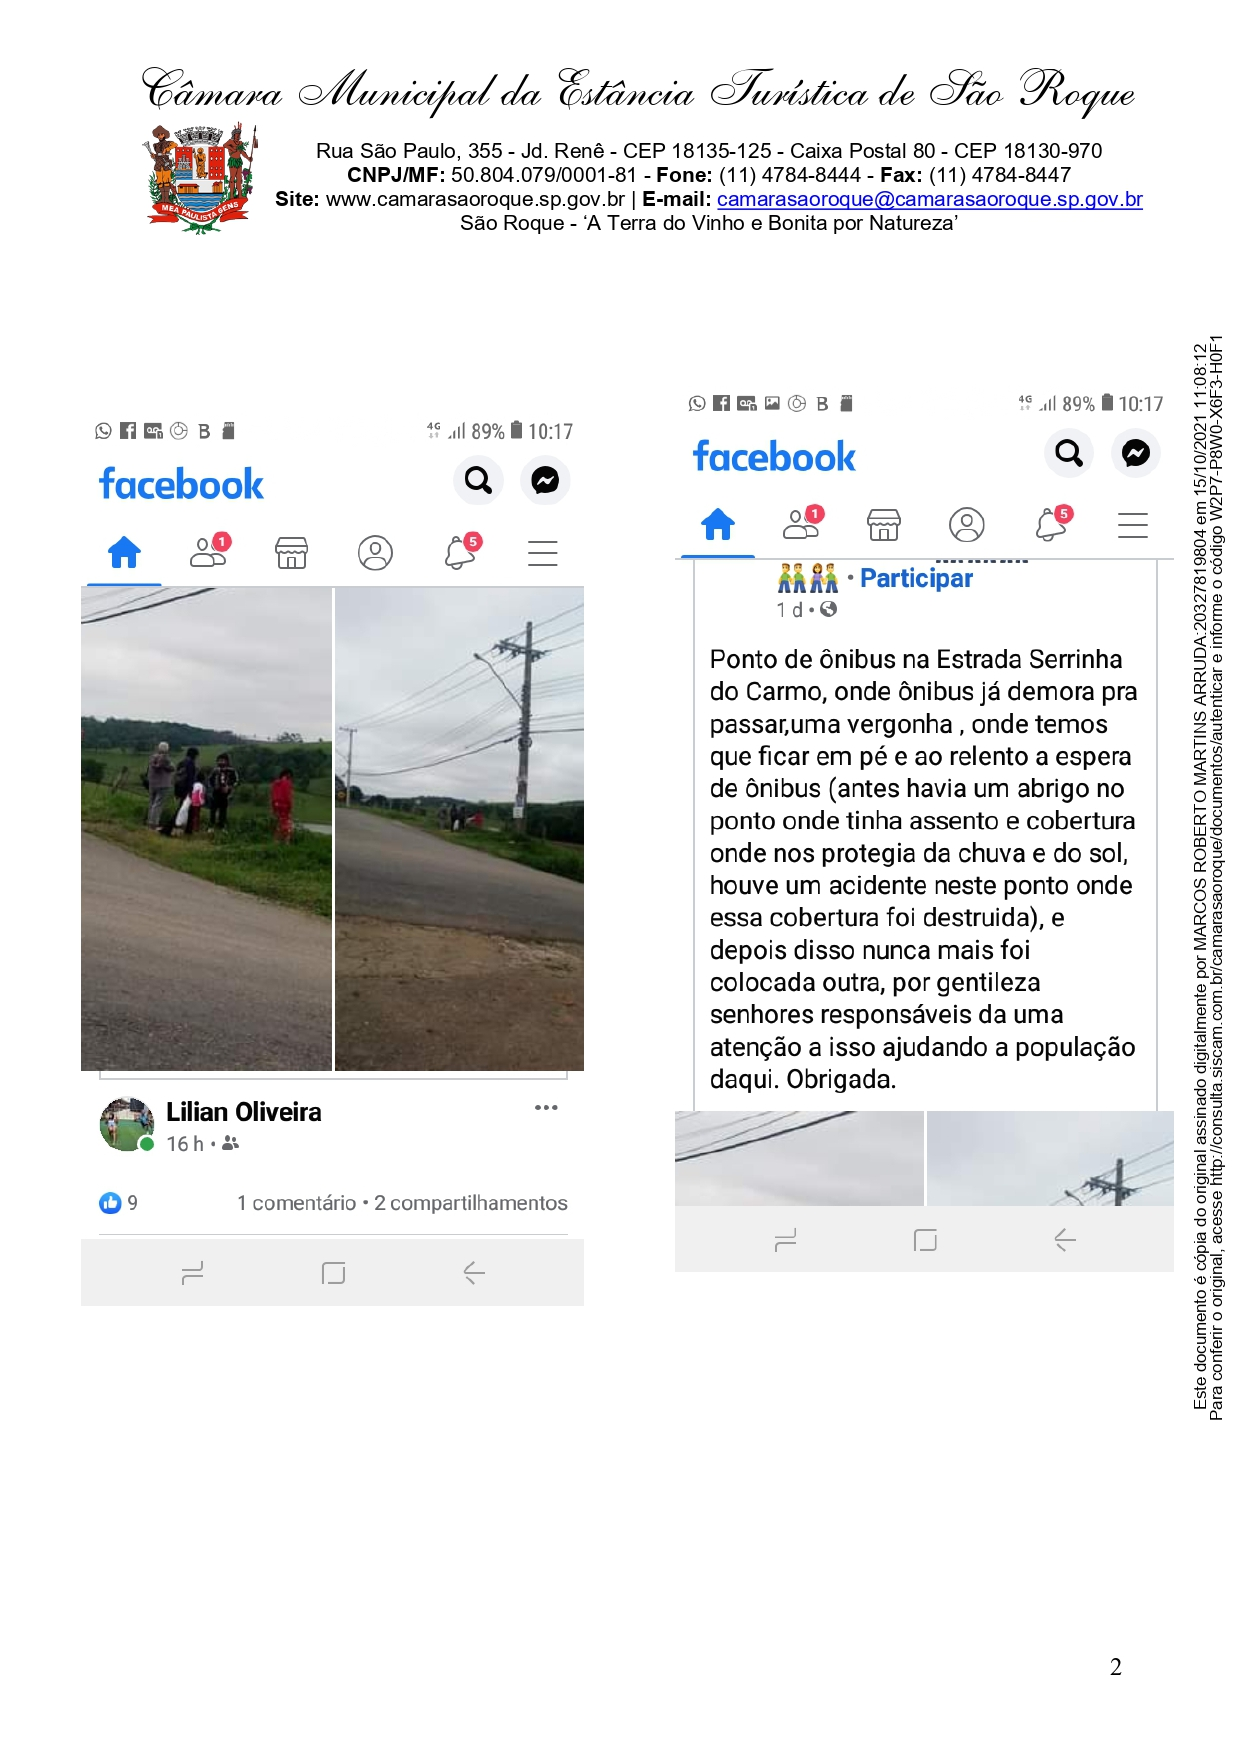 Câmara Municipal da Estância Turística de São Roque
Rua São Paulo, 355 - Jd. Renê - CEP 18135-125 - Caixa Postal 80 - CEP 18130-970
CNPJ/MF: 50.804.079/0001-81 - Fone: (11) 4784-8444 - Fax: (11) 4784-8447
Site: www.camarasaoroque.sp.gov.br | E-mail: camarasaoroque@camarasaoroque.sp.gov.br
São Roque - ‘A Terra do Vinho e Bonita por Natureza’
MEA PAULISTA GENS
B 4G 89% 10:17
facebook
1 5
Lilian Oliveira
16 h •
9 1 comentário • 2 compartilhamentos
B 4G 89% 10:17
facebook
1 5
• Participar
1 d •
Ponto de ônibus na Estrada Serrinha
do Carmo, onde ônibus já demora pra
passar,uma vergonha , onde temos
que ficar em pé e ao relento a espera
de ônibus (antes havia um abrigo no
ponto onde tinha assento e cobertura
onde nos protegia da chuva e do sol,
houve um acidente neste ponto onde
essa cobertura foi destruida), e
depois disso nunca mais foi
colocada outra, por gentileza
senhores responsáveis da uma
atenção a isso ajudando a população
daqui. Obrigada.
Este documento é cópia do original assinado digitalmente por MARCOS ROBERTO MARTINS ARRUDA:20327819804 em 15/10/2021 11:08:12
Para conferir o original, acesse http://consulta.siscam.com.br/camarasaoroque/documentos/autenticar e informe o código W2P7-P8W0-X6F3-H0F1
2